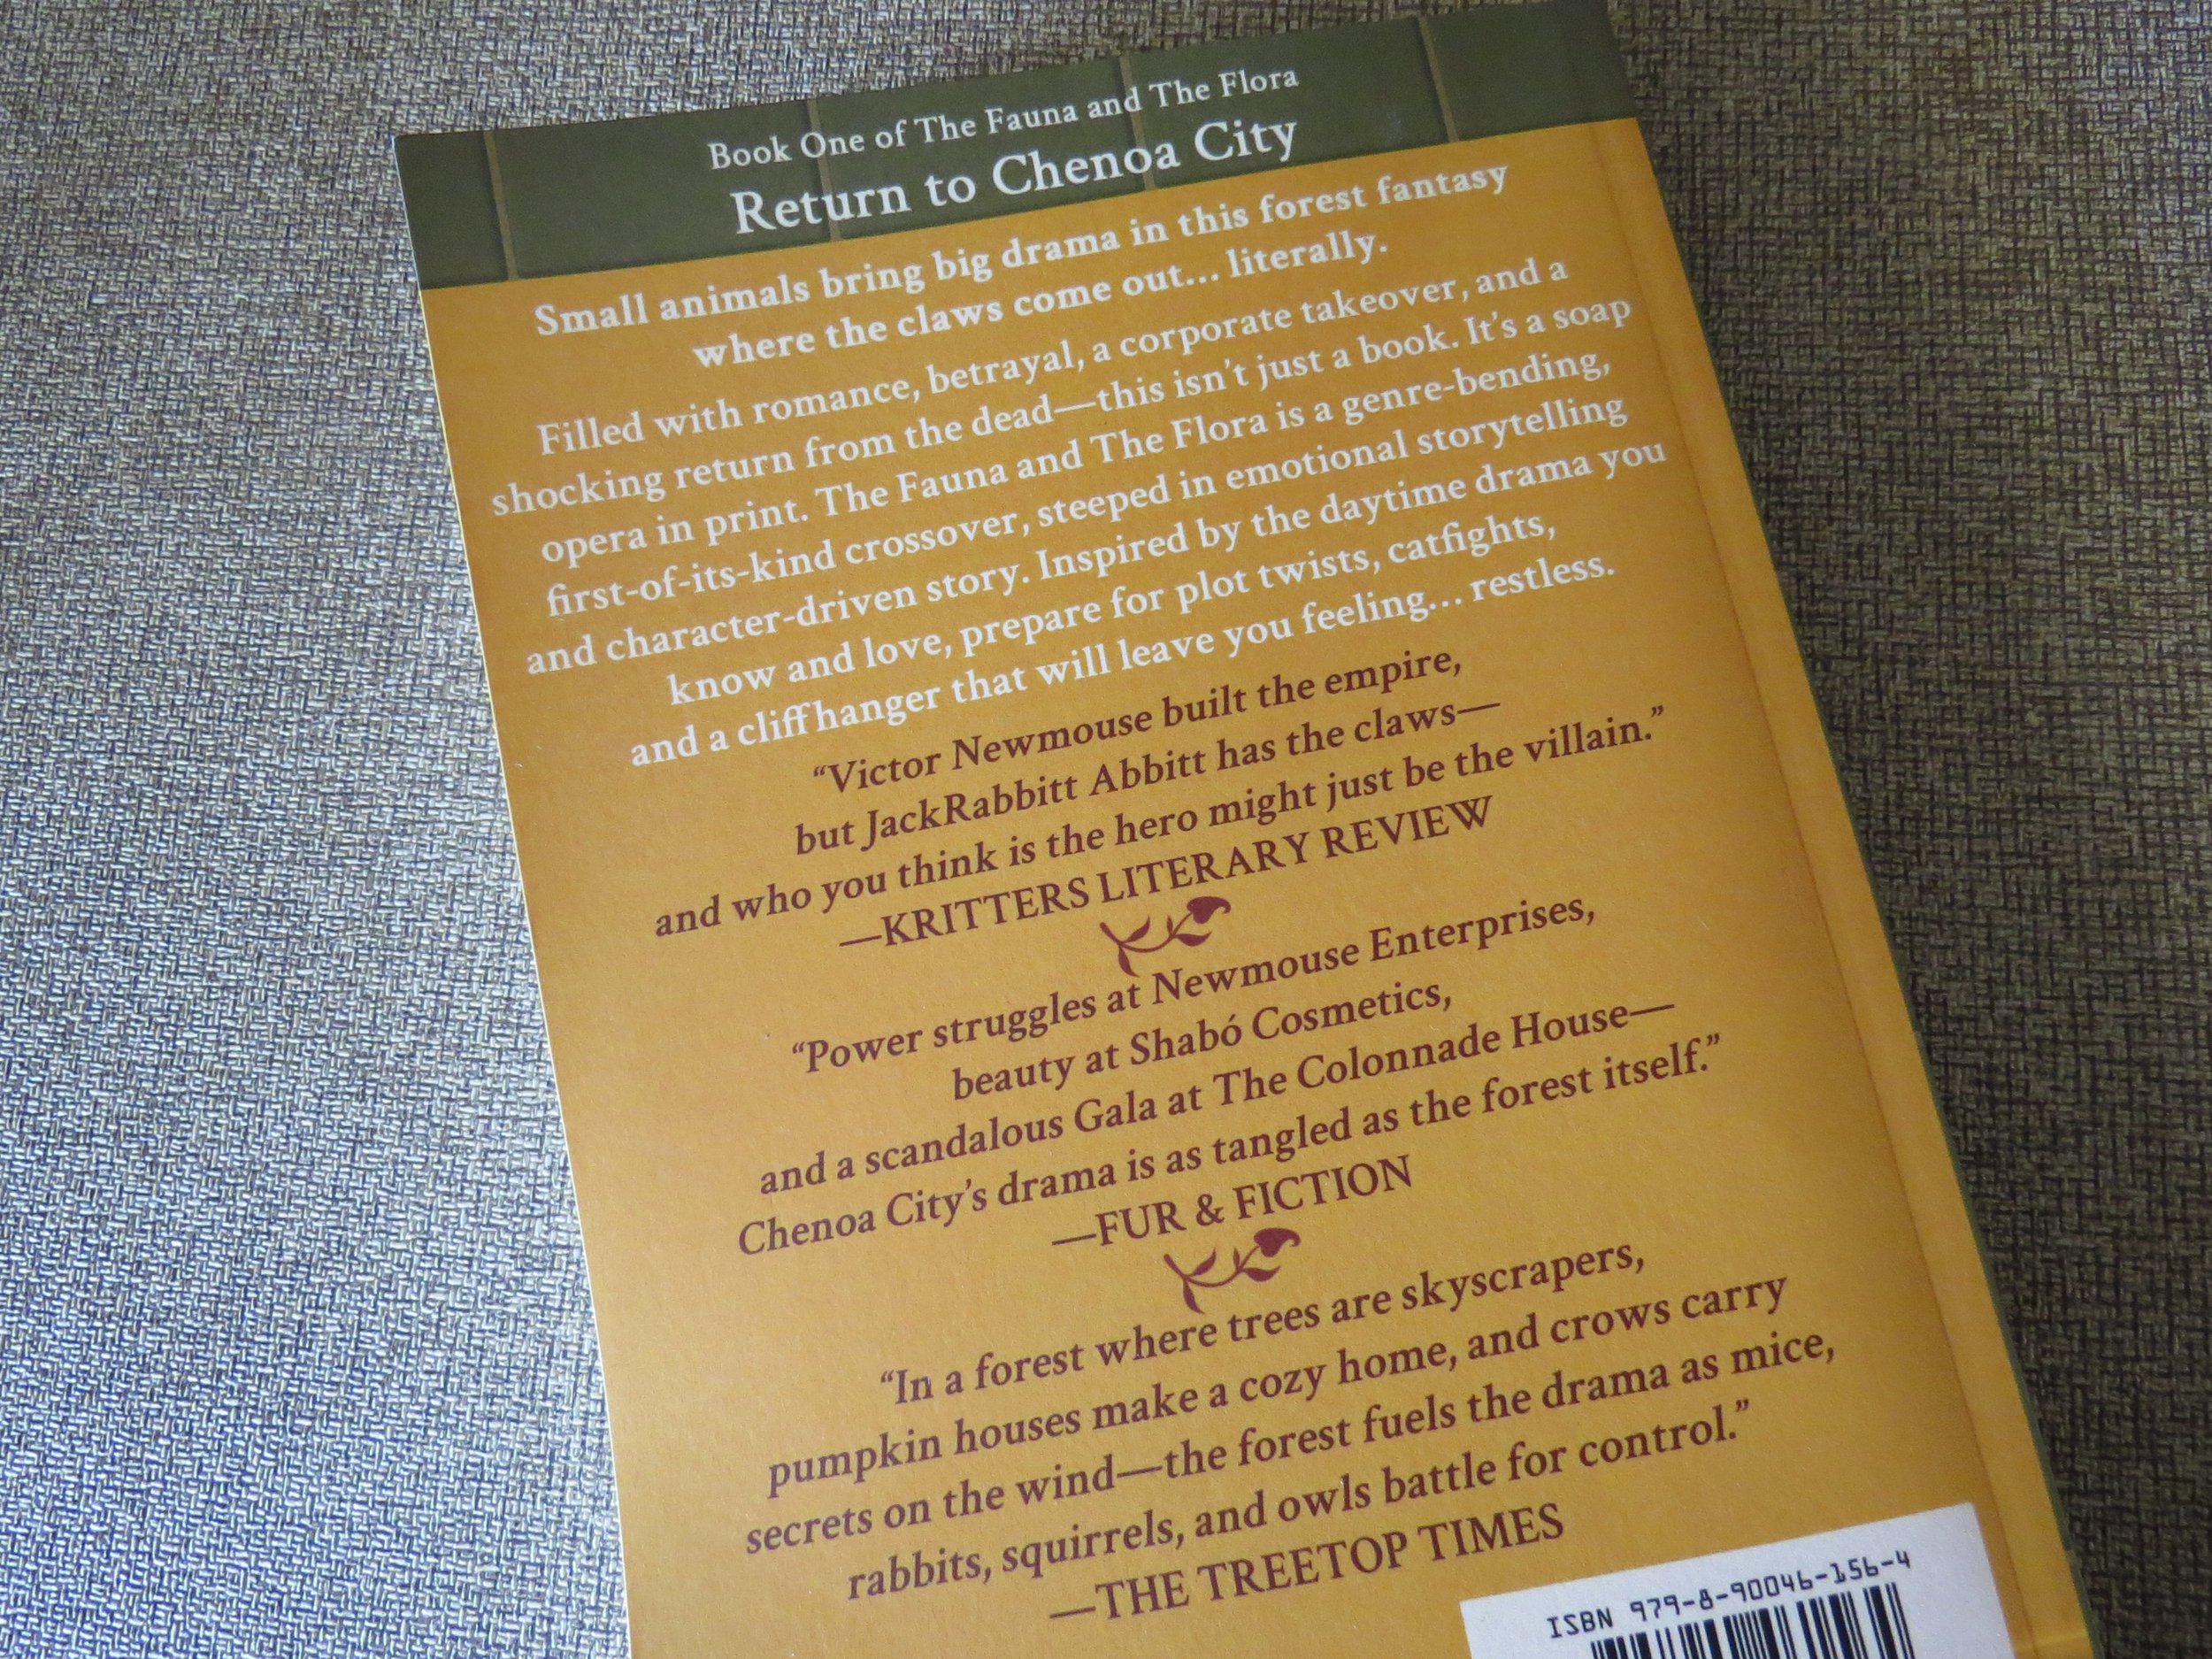 Book One of The Fauna and The Flora
Return to Chenoa City
Small animals bring big drama in this forest fantasy
where the claws come out... literally.
Filled with romance, betrayal, a corporate takeover, and a
shocking return from the dead—this isn't just a book. It's a soap
opera in print. The Fauna and The Flora is a genre-bending,
first-of-its-kind crossover, steeped in emotional storytelling
and character-driven story. Inspired by the daytime drama you
know and love, prepare for plot twists, catfights,
and a cliffhanger that will leave you feeling... restless.
“Victor Newmouse built the empire,
but JackRabbitt Abbitt has the claws—
and who you think is the hero might just be the villain.”
—KRITTERS LITERARY REVIEW
“Power struggles at Newmouse Enterprises,
beauty at Shabó Cosmetics,
and a scandalous Gala at The Colonnade House—
Chenoa City's drama is as tangled as the forest itself.”
—FUR & FICTION
“In a forest where trees are skyscrapers,
pumpkin houses make a cozy home, and crows carry
secrets on the wind—the forest fuels the drama as mice,
rabbits, squirrels, and owls battle for control.”
—THE TREETOP TIMES
ISBN 979-8-90046-156-4